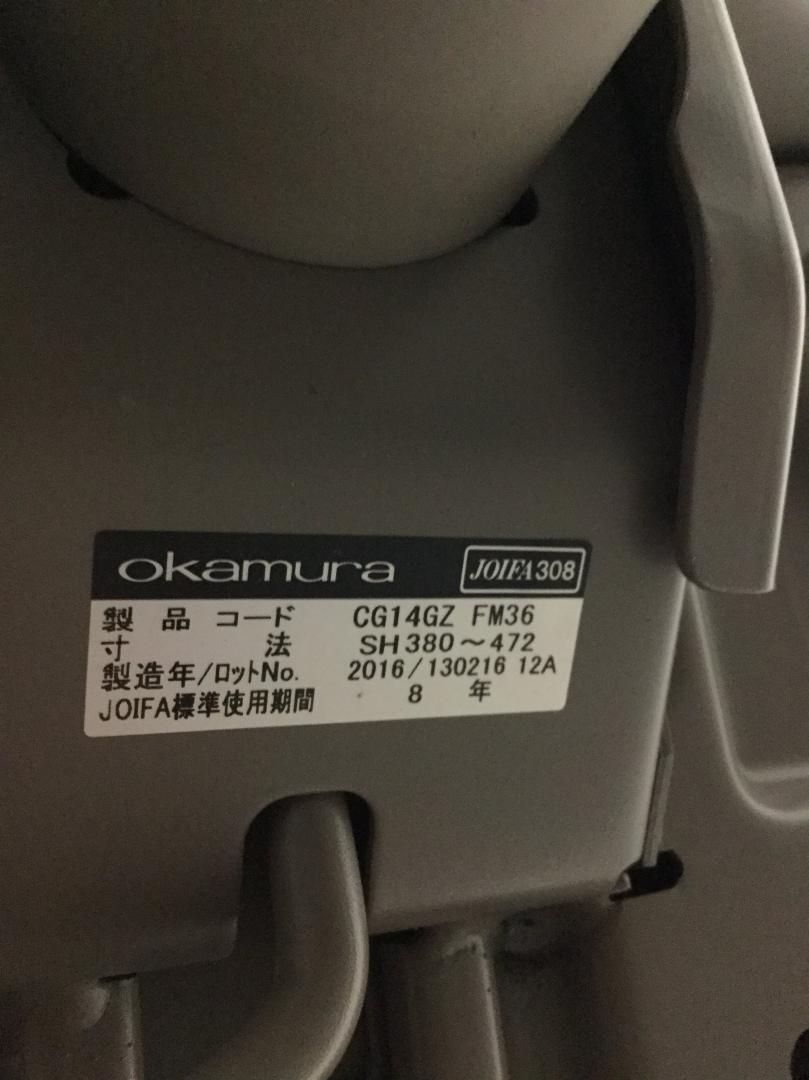 okamura JOIFA308
製品コード CG14GZ FM36
寸法 SH380～472
製造年/ロットNo. 2016/130216 12A
JOIFA標準使用期間 8年